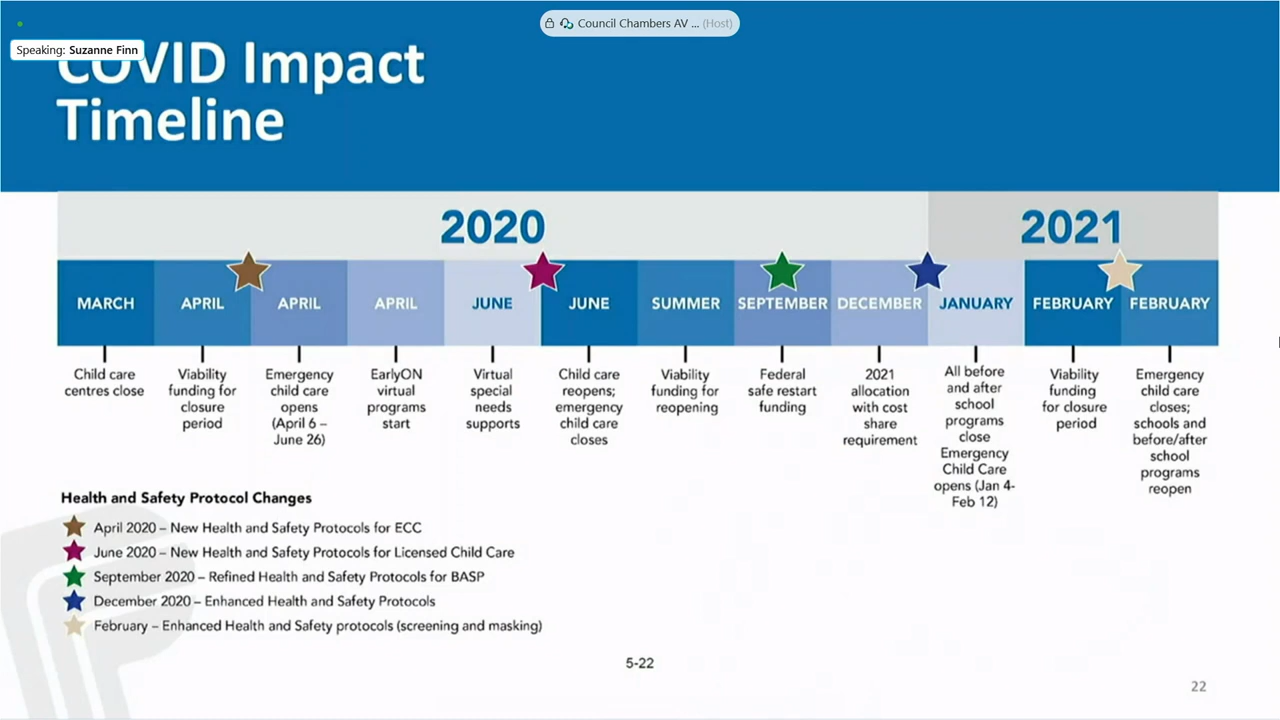 Council Chambers AV ... (Host)
Speaking: Suzanne Finn
COVID Impact
Timeline
2020
2021
MARCH
APRIL
APRIL
APRIL
JUNE
JUNE
SUMMER
SEPTEMBER
DECEMBER
JANUARY
FEBRUARY
FEBRUARY
Child care
centres close
Viability
funding for
closure
period
Emergency
child care
opens
(April 6 –
June 26)
EarlyON
virtual
programs
start
Virtual
special
needs
supports
Child care
reopens;
emergency
child care
closes
Viability
funding for
reopening
Federal
safe restart
funding
2021
allocation
with cost
share
requirement
All before
and after
school
programs
close
Emergency
Child Care
opens (Jan 4-
Feb 12)
Viability
funding
for closure
period
Emergency
child care
closes;
schools and
before/after
school
programs
reopen
Health and Safety Protocol Changes
April 2020 – New Health and Safety Protocols for ECC
June 2020 – New Health and Safety Protocols for Licensed Child Care
September 2020 – Refined Health and Safety Protocols for BASP
December 2020 – Enhanced Health and Safety Protocols
February – Enhanced Health and Safety protocols (screening and masking)
5-22
22